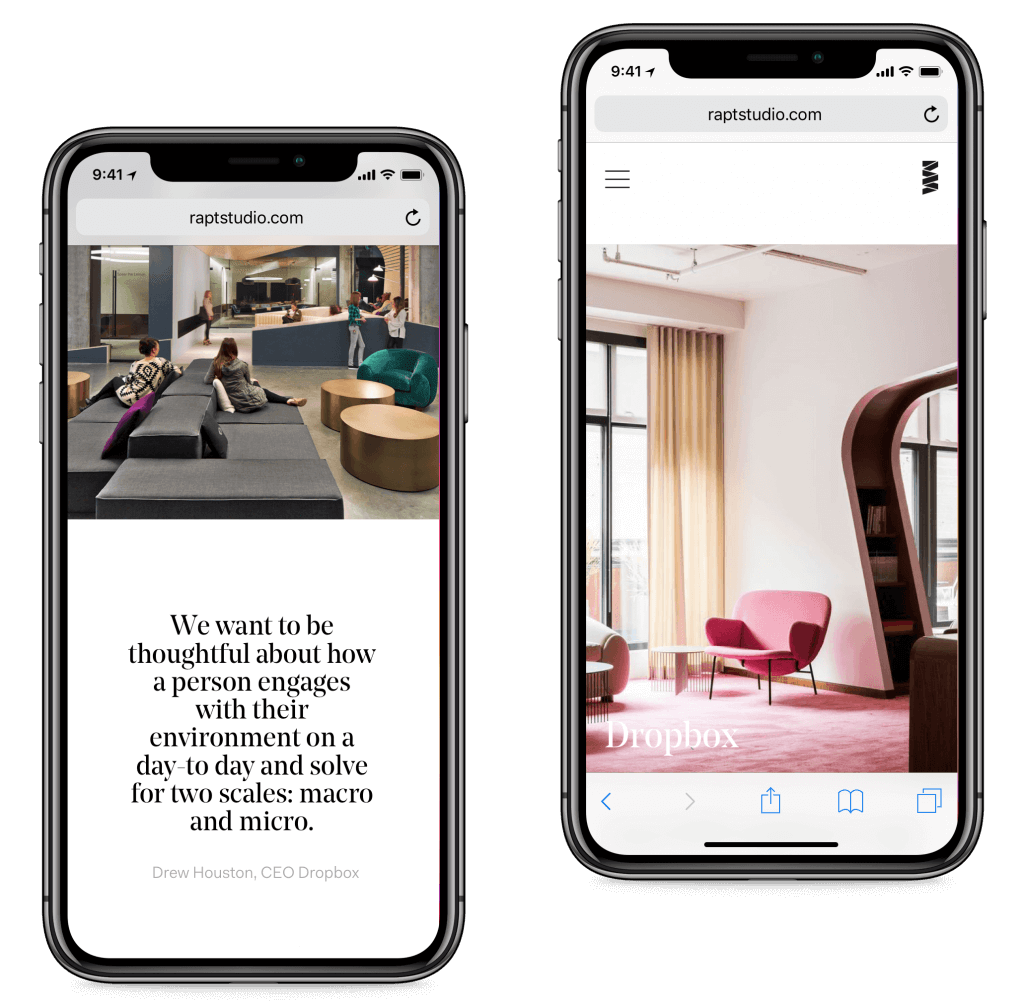 9:41
raptstudio.com
We want to be
thoughtful about how
a person engages
with their
environment on a
day-to day and solve
for two scales: macro
and micro.
Drew Houston, CEO Dropbox
9:41
raptstudio.com
Dropbox